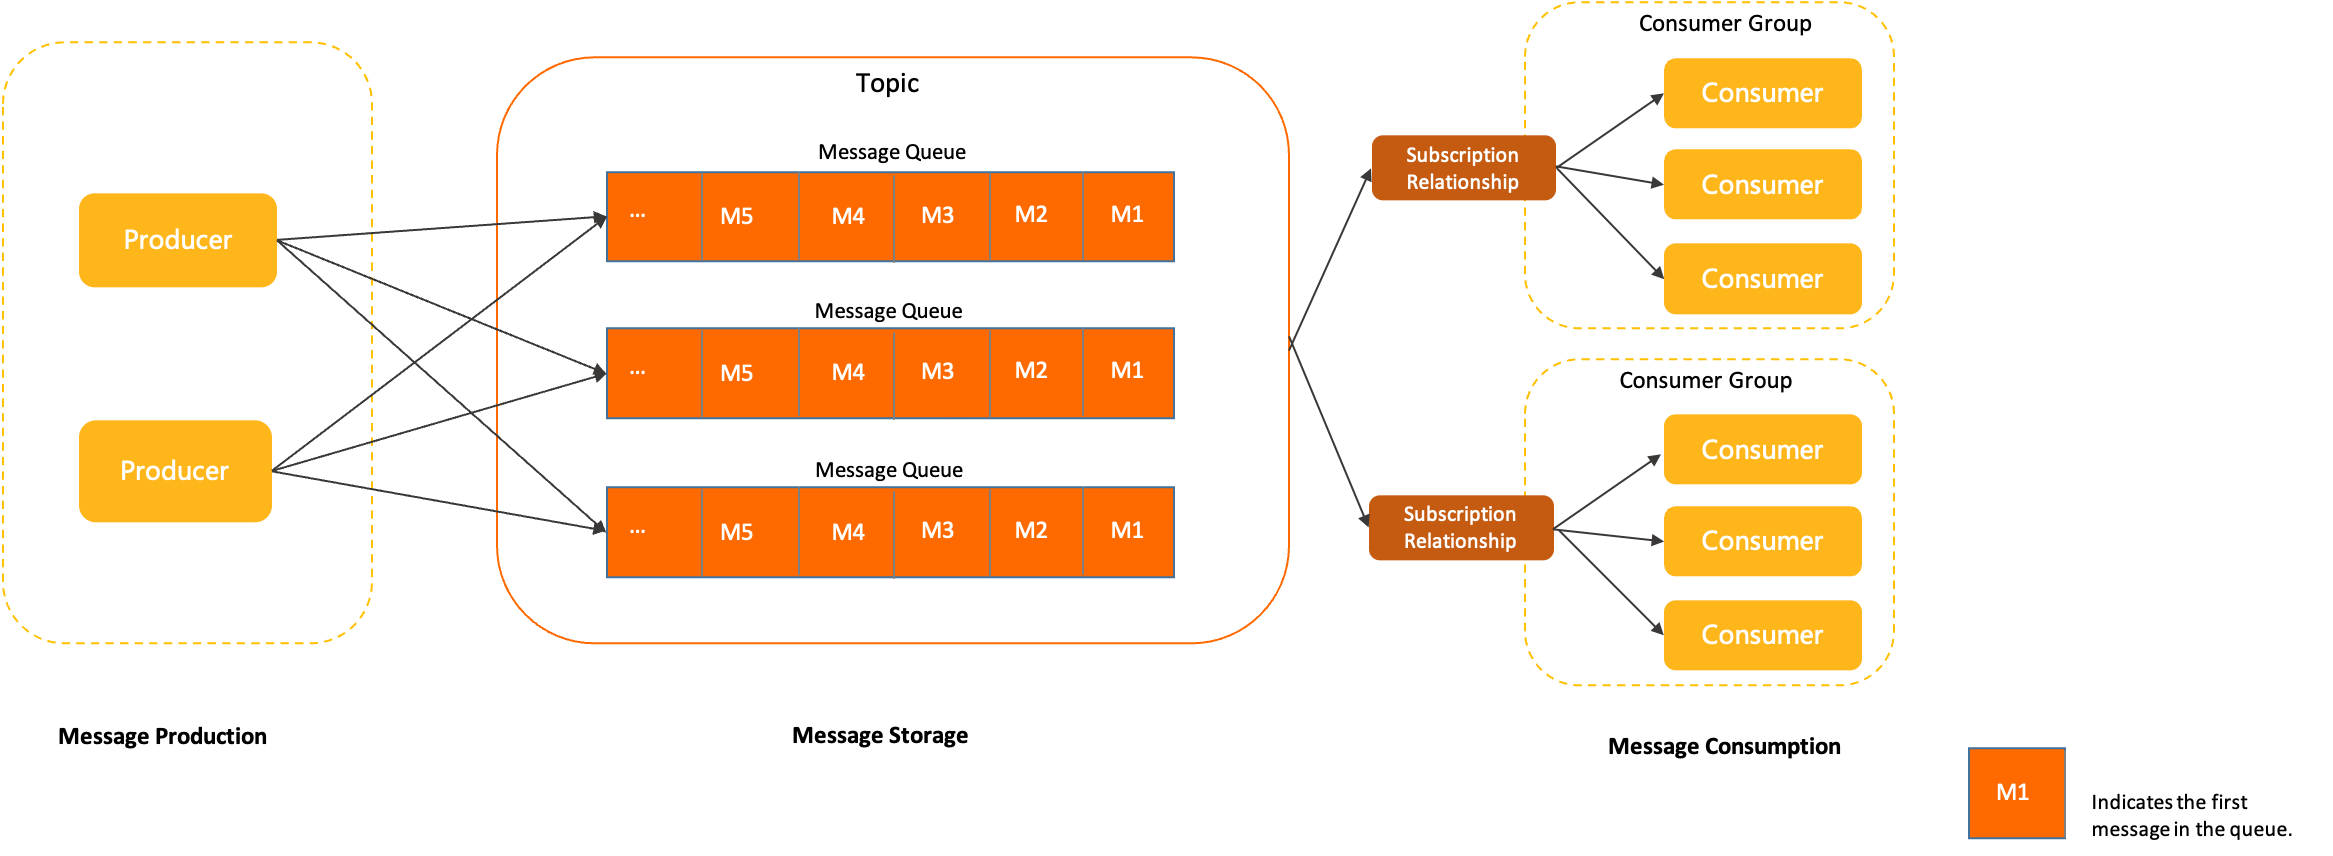 Producer
Producer
Message Production
Topic
Message Queue
... M5 M4 M3 M2 M1
Message Queue
... M5 M4 M3 M2 M1
Message Queue
... M5 M4 M3 M2 M1
Message Storage
Subscription
Relationship
Consumer Group
Consumer
Consumer
Consumer
Subscription
Relationship
Consumer Group
Consumer
Consumer
Consumer
Message Consumption
M1
Indicates the first
message in the queue.